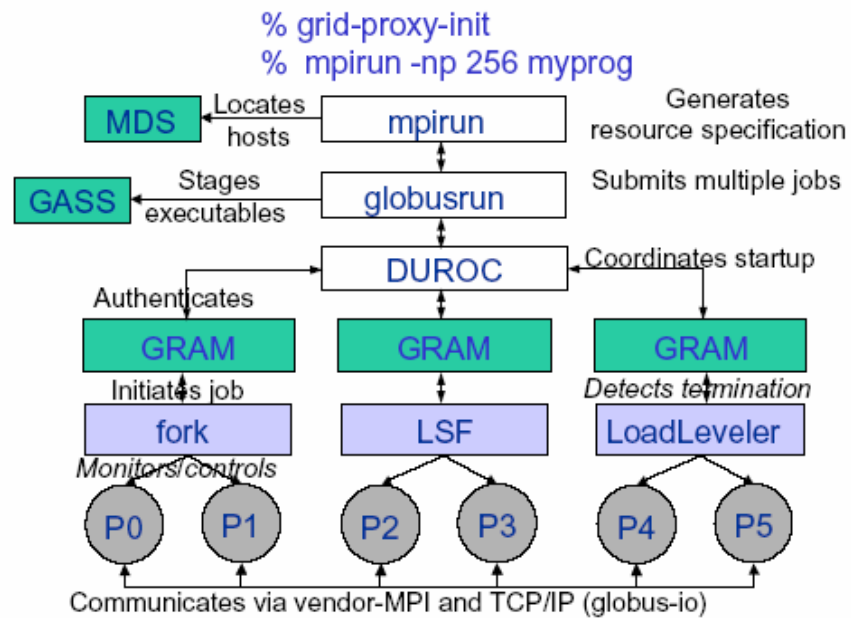 % grid-proxy-init
% mpirun -np 256 myprog
MDS
Locates
hosts
mpirun
Generates
resource specification
GASS
Stages
executables
globusrun
Submits multiple jobs
DUROC
Coordinates startup
Authenticates
GRAM
GRAM
GRAM
Initiates job
Detects termination
fork
LSF
LoadLeveler
Monitors/controls
P0
P1
P2
P3
P4
P5
Communicates via vendor-MPI and TCP/IP (globus-io)